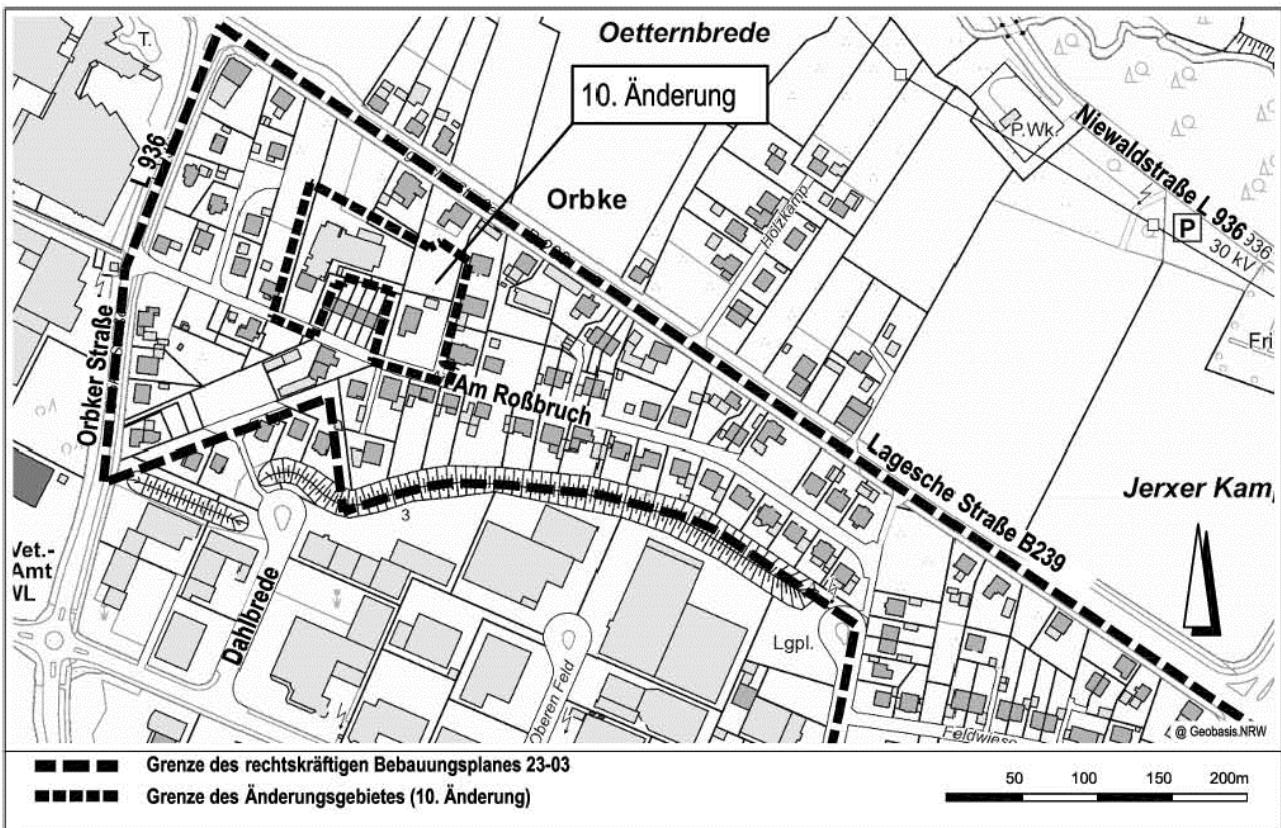 Oetternbrede
T.
10. Änderung
P.Wk.
Niewaldstraße L 936
936
L 936
Orbke
Holzkamp
P
30 kV
Fri
Orbker Straße
Am Roßbruch
Lagesche Straße B239
Jerxer Kamp
3
Vet.-
Amt
WL
Dahlbrede
Oberen Feld
Lgpl.
Feldwiese
@ Geobasis.NRW
Grenze des rechtskräftigen Bebauungsplanes 23-03
Grenze des Änderungsgebietes (10. Änderung)
50 100 150 200m